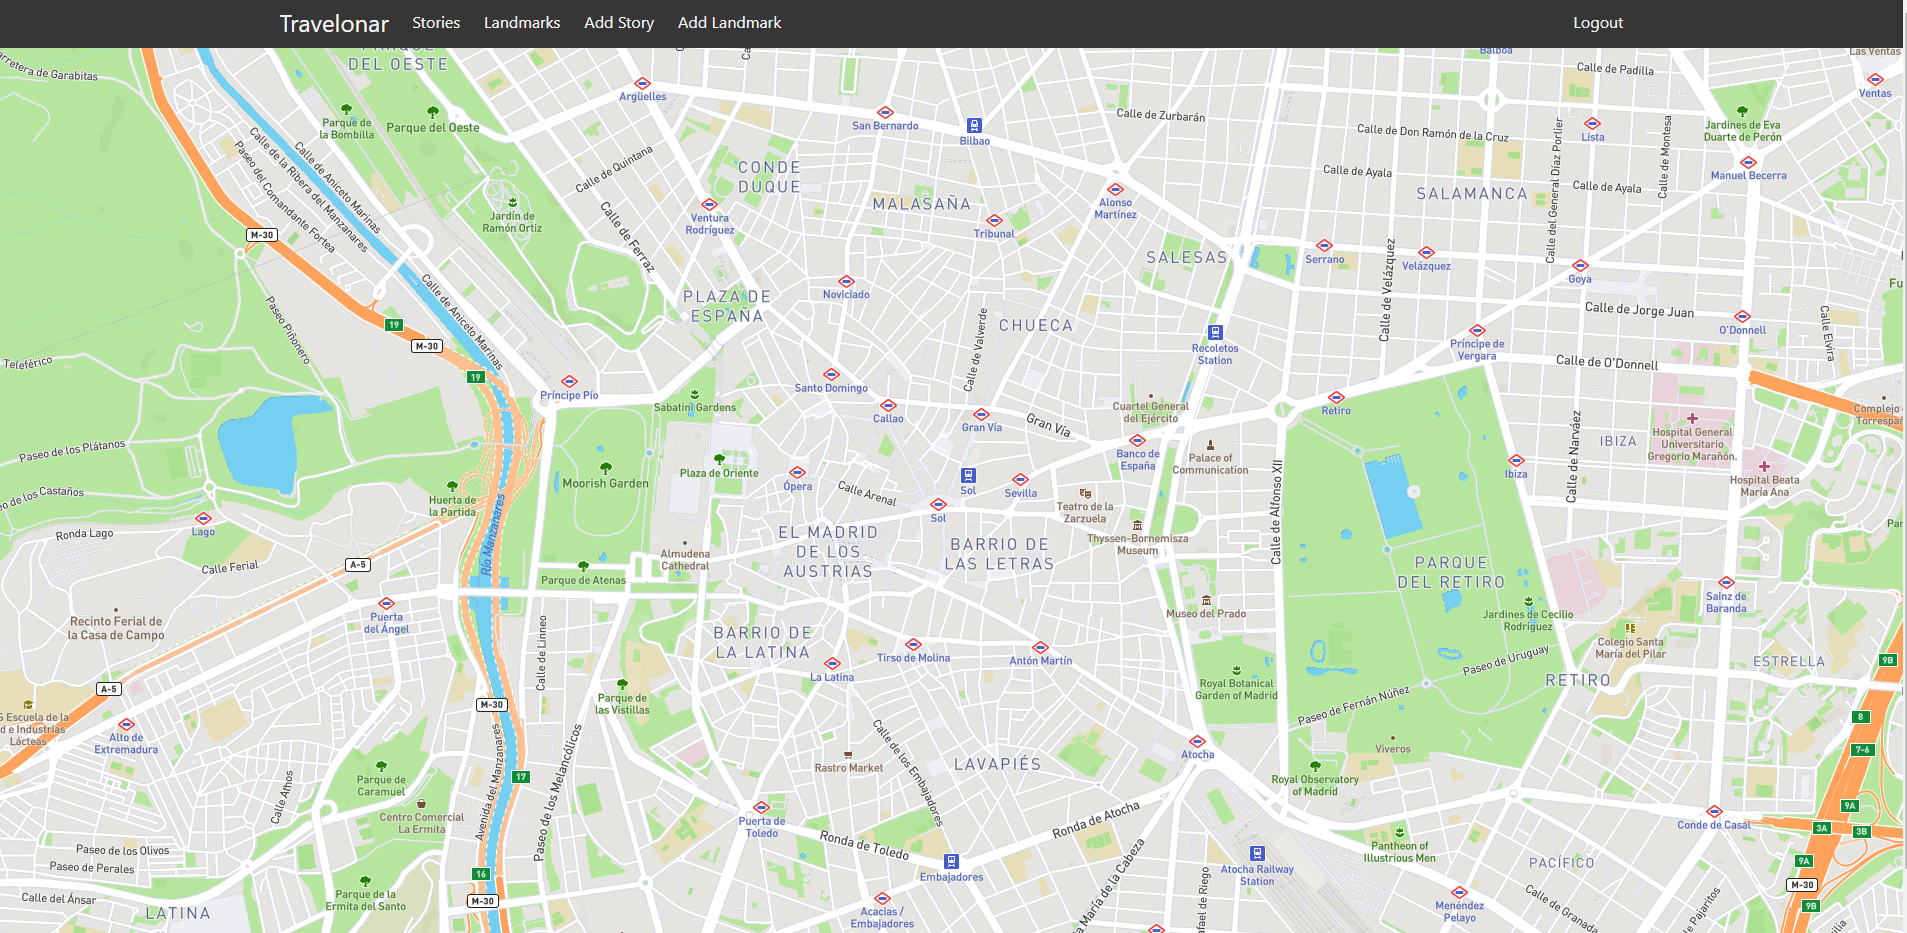 Travelonar
Stories
Landmarks
Add Story
Add Landmark
Logout
PARQUE
DEL OESTE
Carretera de Garabitas
Argüelles
San Bernardo
Bilbao
Calle de Zurbarán
Balboa
Calle de Padilla
Las Ventas
Ventas
Parque de
la Bombilla
Parque del Oeste
Calle de Don Ramón de la Cruz
Lista
Jardines de Eva
Duarte de Perón
Calle de Aniceto Marinas
Calle de la Ribera del Manzanares
Paseo del Comandante Fortea
Calle de Quintana
CONDE
DUQUE
Calle de Ayala
SALAMANCA
Calle de Ayala
Calle del General Díaz Porlier
Calle de Montesa
Manuel Becerra
Jardín de
Ramón Ortiz
Calle de Ferraz
Ventura
Rodríguez
MALASAÑA
Tribunal
Alonso
Martínez
M-30
SALESAS
Serrano
Velázquez
Goya
Calle de Velázquez
Calle de Aniceto Marinas
Noviciado
PLAZA DE
ESPAÑA
Calle de Jorge Juan
O'Donnell
Calle Elvira
Paseo Piñonero
19
M-30
19
Teleférico
Calle de Valverde
CHUECA
Recoletos
Station
Príncipe de
Vergara
Calle de O'Donnell
Príncipe Pío
Sabatini Gardens
Santo Domingo
Callao
Gran Vía
Gran Vía
Cuartel General
del Ejército
Retiro
Complejo
Torrespaña
Paseo de los Plátanos
Banco de
España
Palace of
Communication
IBIZA
Calle de Narváez
Hospital General
Universitario
Gregorio Marañón.
Ibiza
Hospital Beata
María Ana
Moorish Garden
Plaza de Oriente
Ópera
Calle Arenal
Sol
Sol
Sevilla
Teatro de la
Zarzuela
Calle de Alfonso XII
Huerta de
la Partida
Río Manzanares
Lago
Ronda Lago
A-5
Calle Ferial
Almudena
Cathedral
EL MADRID
DE LOS
AUSTRIAS
BARRIO DE
LAS LETRAS
Thyssen-Bornemisza
Museum
PARQUE
DEL RETIRO
Parque de Atenas
Puerta
del Ángel
Recinto Ferial de
la Casa de Campo
Calle de Linneo
Museo del Prado
Jardines de Cecilio
Rodríguez
Sainz de
Baranda
BARRIO DE
LA LATINA
La Latina
Tirso de Molina
Antón Martín
Colegio Santa
María del Pilar
Paseo de Uruguay
ESTRELLA
9B
A-5
M-30
Parque de
las Vistillas
Royal Botanical
Garden of Madrid
Paseo de Fernán Núñez
RETIRO
8
Escuela de la
Lácteas
Alto de
Extremadura
Avenida del Manzanares
Paseo de los Melancólicos
Calle de los Embajadores
Rastro Market
LAVAPIÉS
Atocha
Viveros
7-6
17
Parque de
Caramuel
Calle Athos
Centro Comercial
La Ermita
Royal Observatory
of Madrid
9A
Puerta de
Toledo
Ronda de Toledo
Ronda de Atocha
Conde de Casal
3A
3B
Paseo de los Olivos
Paseo de Perales
Embajadores
Atocha Railway
Station
Pantheon of
Illustrious Men
PACÍFICO
9A
M-30
9B
16
M-30
Parque de la
Ermita del Santo
Calle del Ánsar
LATINA
Acacias /
Embajadores
Menéndez
Pelayo
Calle de Granada